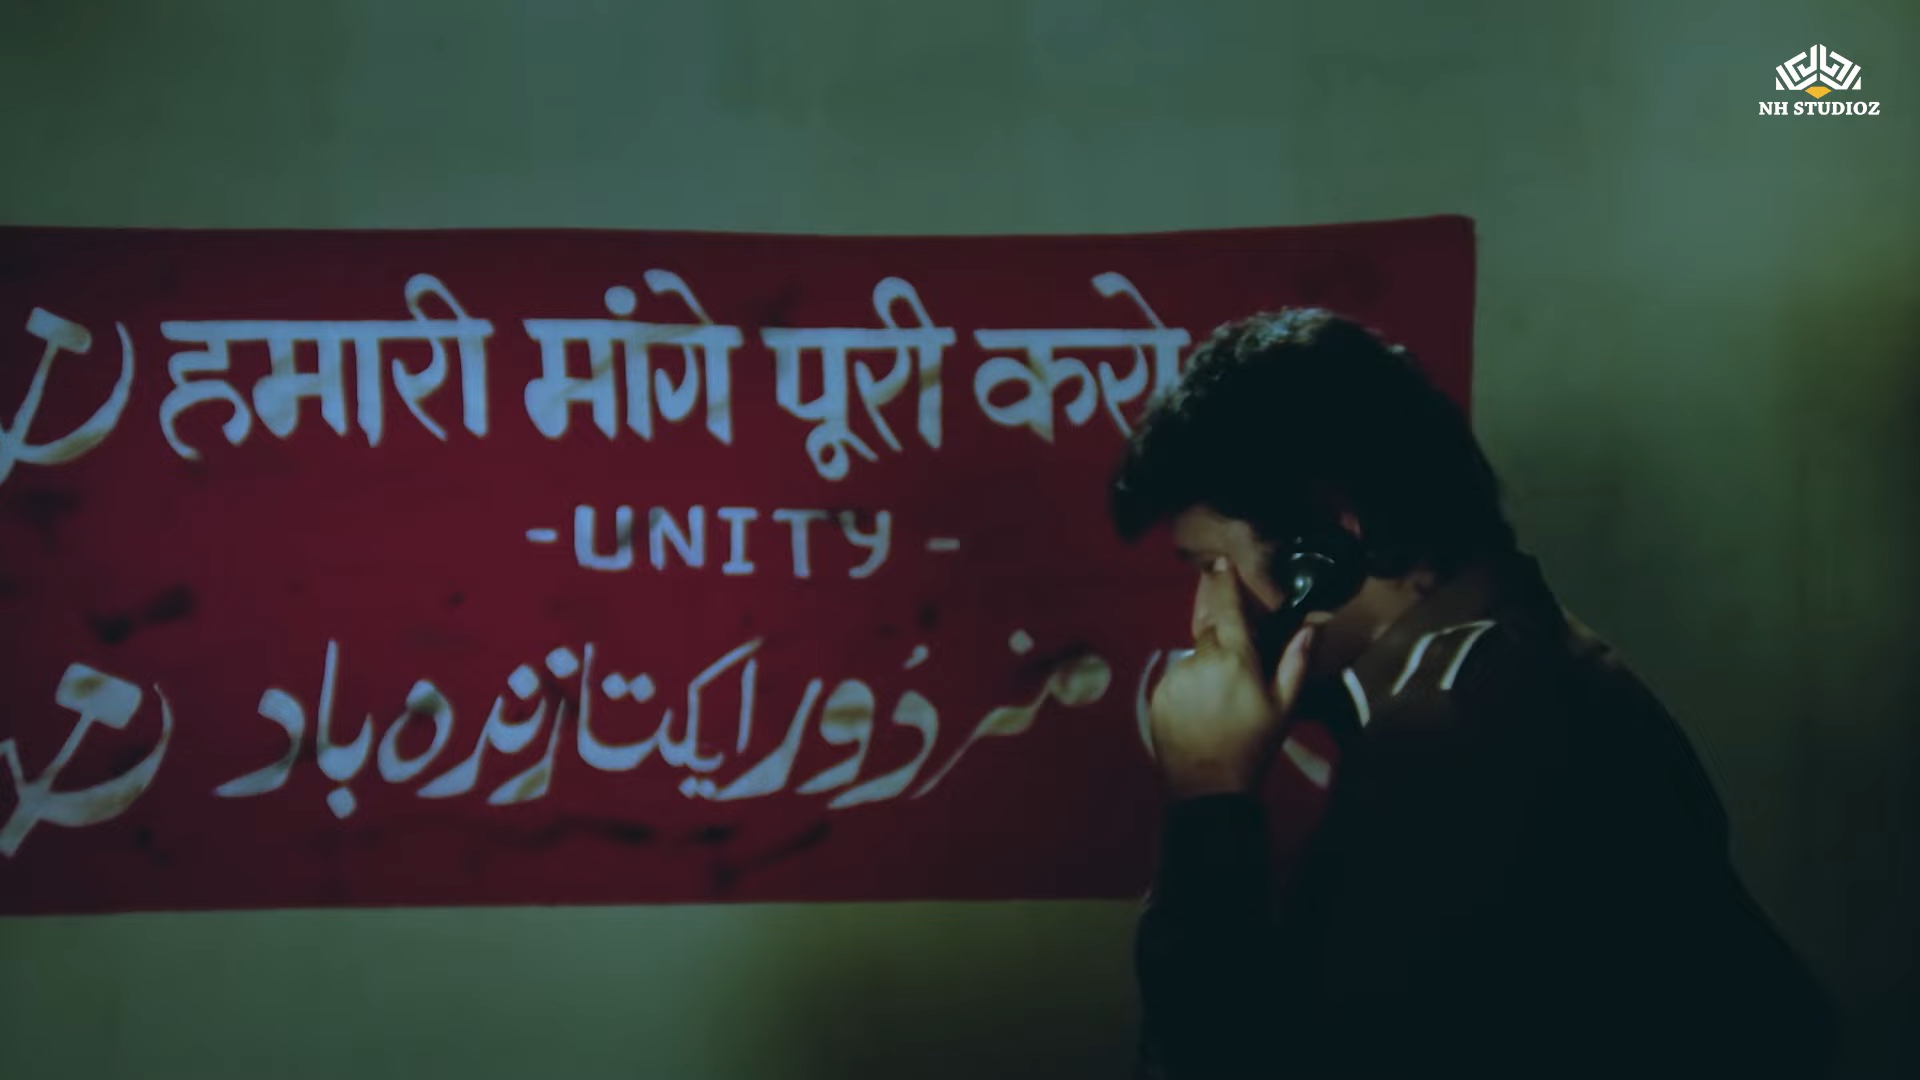 हमारी मांगे पूरी करो
-UNITY-
مزدور ایکتا زندہ باد
NH STUDIOZ